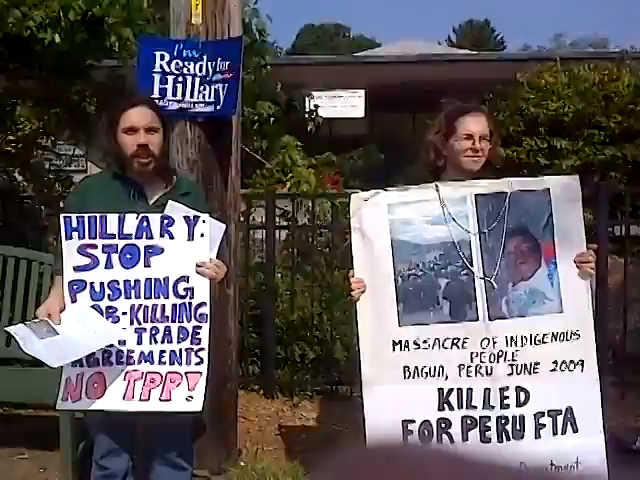 I'm
Ready for
Hillary
HILLARY:
STOP
PUSHING
OB-KILLING
TRADE
AGREEMENTS
NO TPP!
MASSACRE OF INDIGENOUS
PEOPLE
BAGUA, PERU JUNE 2009
KILLED
FOR PERU FTA